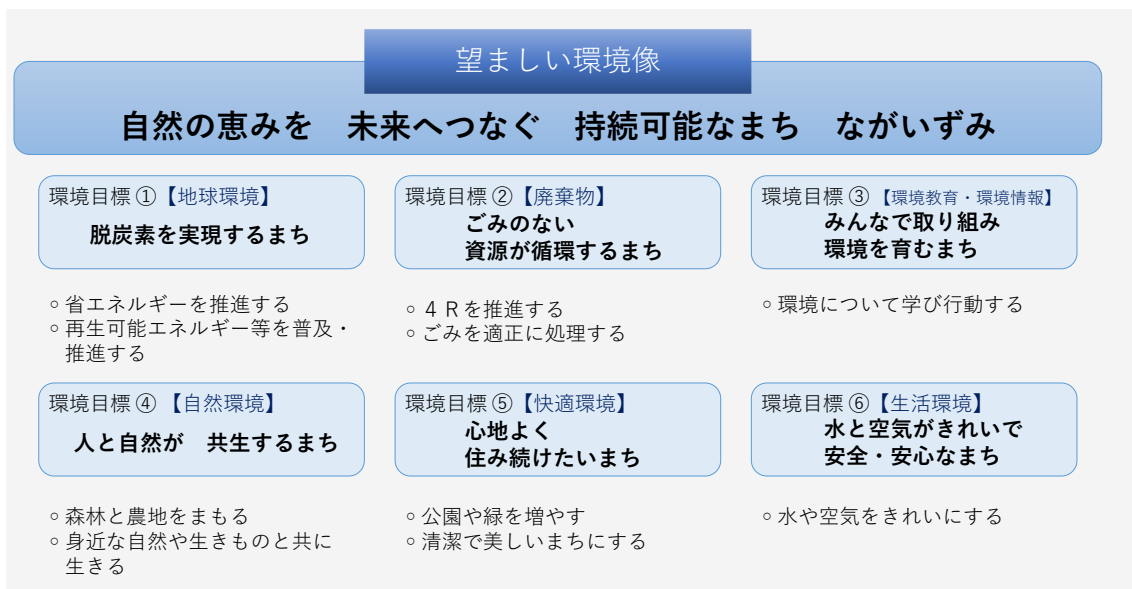 望ましい環境像
自然の恵みを　未来へつなぐ　持続可能なまち　ながいずみ
環境目標 ①【地球環境】
脱炭素を実現するまち
○ 省エネルギーを推進する
○ 再生可能エネルギー等を普及・
推進する
環境目標 ②【廃棄物】
ごみのない
資源が循環するまち
○ ４Ｒを推進する
○ ごみを適正に処理する
環境目標 ③ 【環境教育・環境情報】
みんなで取り組み
環境を育むまち
○ 環境について学び行動する
環境目標 ④ 【自然環境】
人と自然が　共生するまち
○ 森林と農地をまもる
○ 身近な自然や生きものと共に
生きる
環境目標 ⑤【快適環境】
心地よく
住み続けたいまち
○ 公園や緑を増やす
○ 清潔で美しいまちにする
環境目標 ⑥【生活環境】
水と空気がきれいで
安全・安心なまち
○ 水や空気をきれいにする